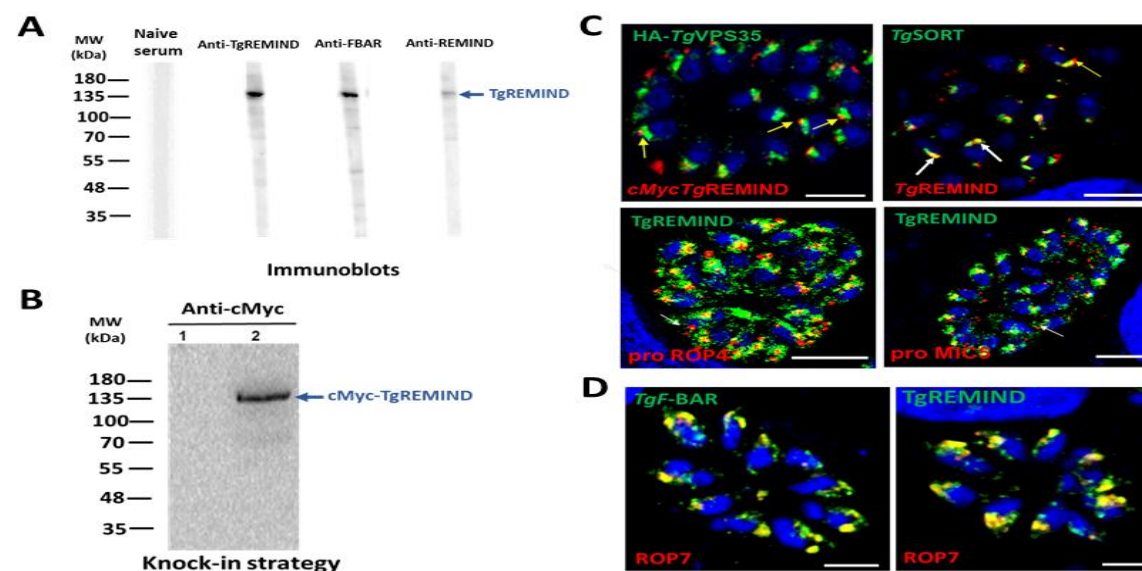 A
MW
(kDa)
Naive
serum
Anti-TgREMIND
Anti-FBAR
Anti-REMIND
180
135
100
70
55
48
35
TgREMIND
Immunoblots
B
Anti-cMyc
MW
(kDa)
1
2
180
135
100
70
55
48
35
cMyc-TgREMIND
Knock-in strategy
C
HA-TgVPS35
cMycTgREMIND
TgSORT
TgREMIND
TgREMIND
pro ROP4
TgREMIND
pro MIC3
D
TgF-BAR
ROP7
TgREMIND
ROP7